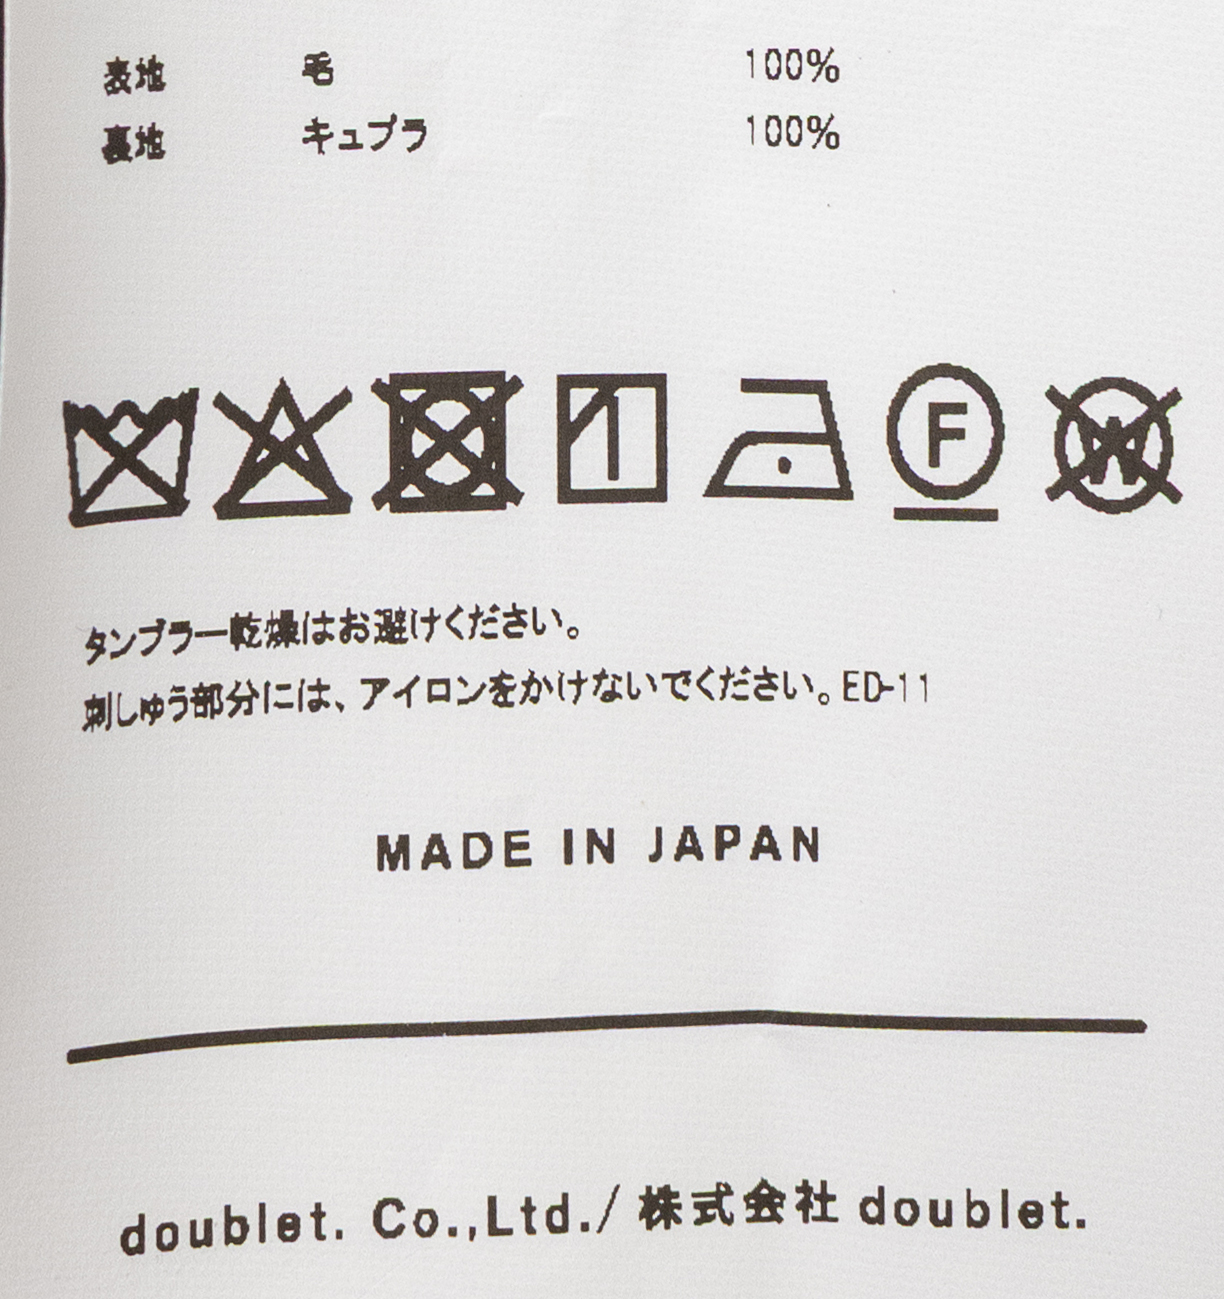 表地 毛 100%
裏地 キュプラ 100%
F W
タンブラー乾燥はお避けください。
刺しゅう部分には、アイロンをかけないでください。ED-11
MADE IN JAPAN
doublet. Co.,Ltd./ 株式会社 doublet.